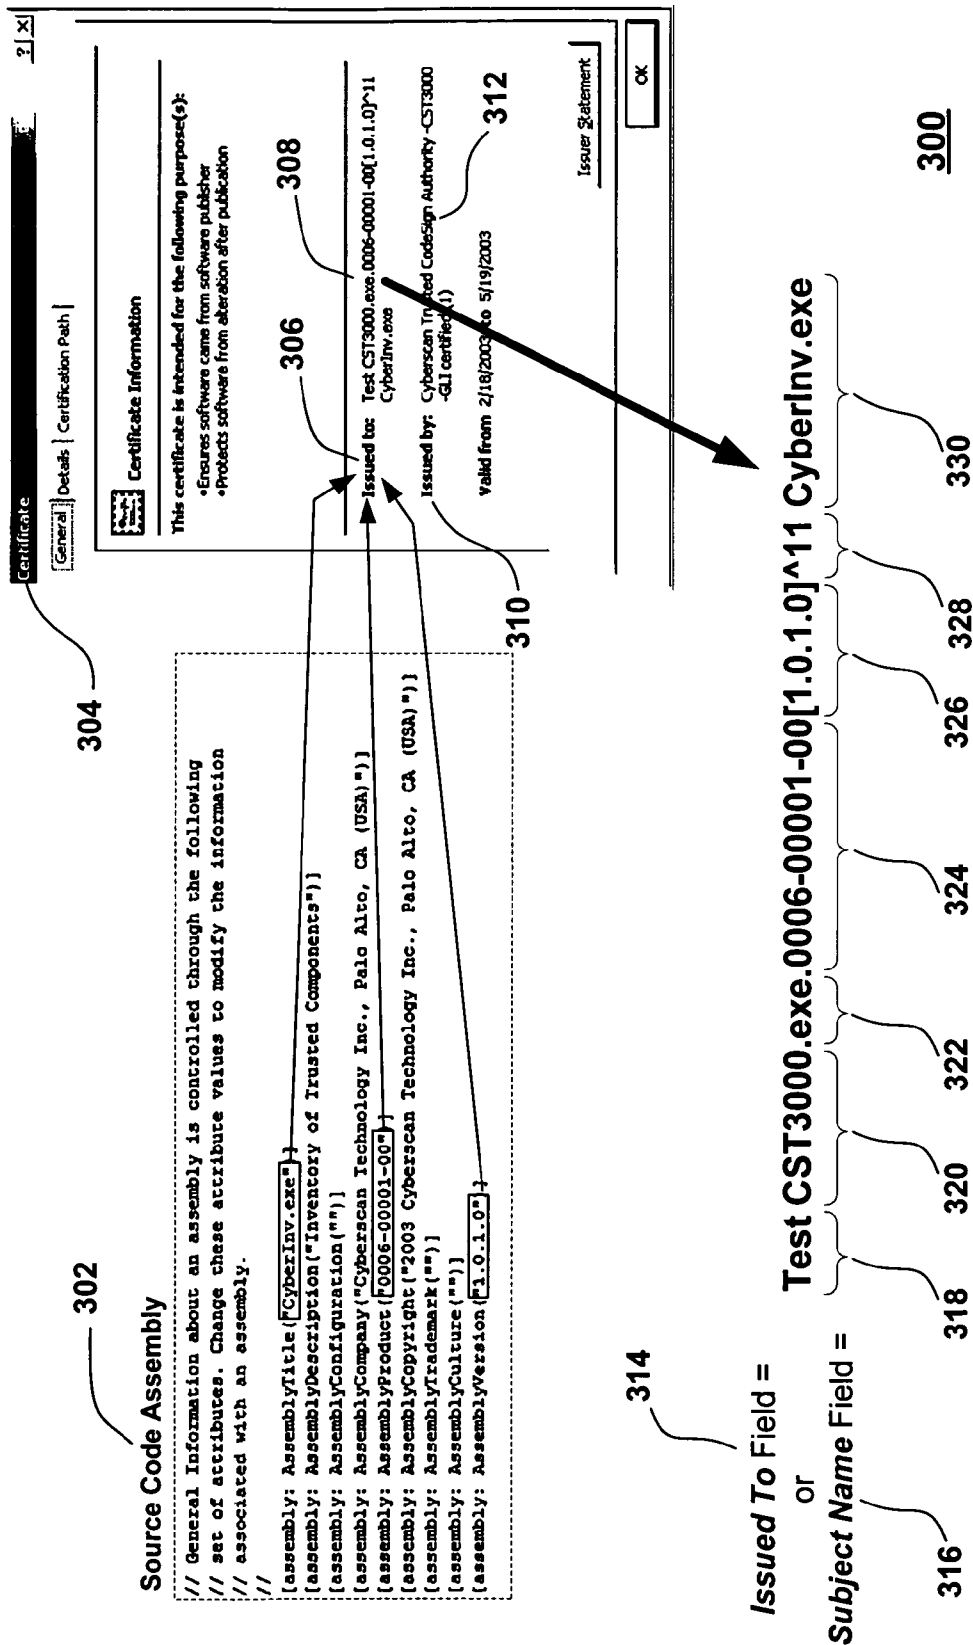 302
Source Code Assembly
// General Information about an assembly is controlled through the following
// set of attributes. Change these attribute values to modify the information
// associated with an assembly.
//
[assembly: AssemblyTitle("CyberInv.exe")]
[assembly: AssemblyDescription("Inventory of Trusted Components")]
[assembly: AssemblyConfiguration("")]
[assembly: AssemblyCompany("Cyberscan Technology Inc., Palo Alto, CA (USA)")]
[assembly: AssemblyProduct("0006-00001-00")]
[assembly: AssemblyCopyright("2003 Cyberscan Technology Inc., Palo Alto, CA (USA)")]
[assembly: AssemblyTrademark("")]
[assembly: AssemblyCulture("")]
[assembly: AssemblyVersion("1.0.1.0")]
304
Certificate
? X
General Details Certification Path
Certificate Information
This certificate is intended for the following purpose(s):
•Ensures software came from software publisher
•Protects software from alteration after publication
306
308
Issued to: Test CST3000.exe.0006-00001-00[1.0.1.0]^11
CyberInv.exe
310
312
Issued by: Cyberscan Trusted CodeSign Authority -CST3000
-GLI certified(1)
Valid from 2/18/2003 to 5/19/2003
Issuer Statement
OK
314
Issued To Field =
or
Subject Name Field =
316
Test CST3000.exe.0006-00001-00[1.0.1.0]^11 CyberInv.exe
318
320
322
324
326
328
330
300